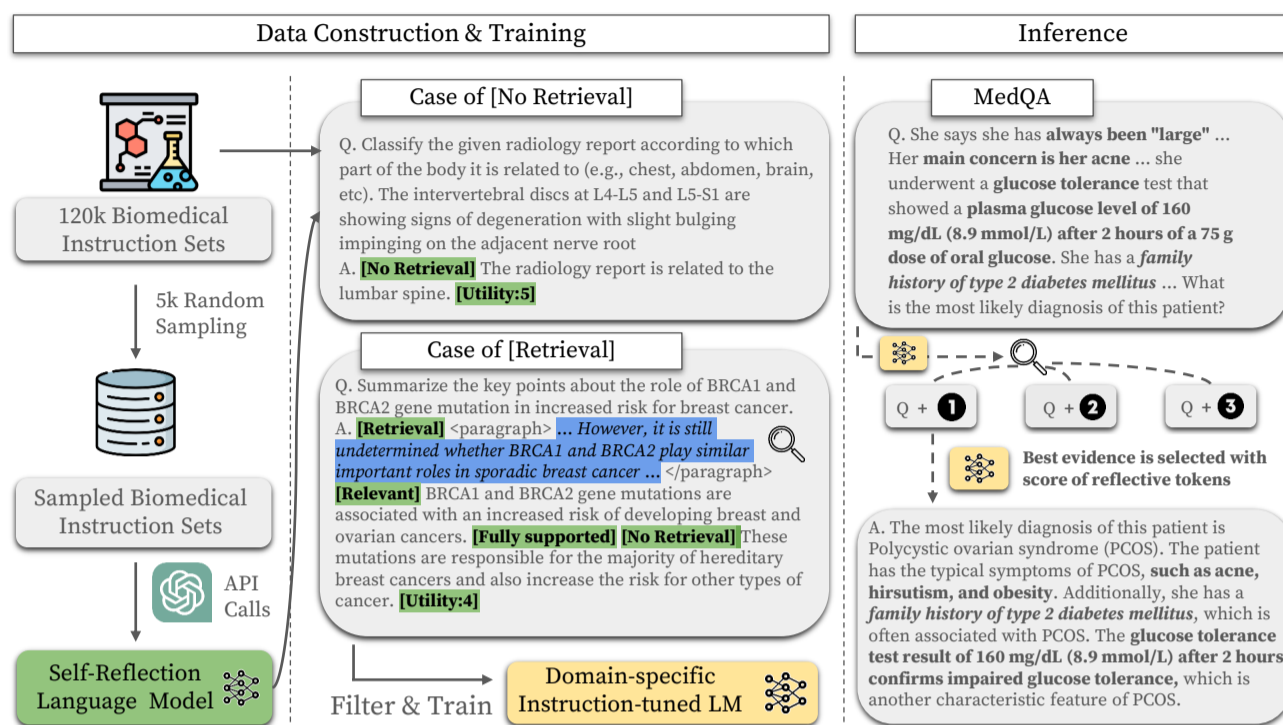 Data Construction & Training
Inference
120k Biomedical
Instruction Sets
5k Random
Sampling
Sampled Biomedical
Instruction Sets
API
Calls
Self-Reflection
Language Model
Case of [No Retrieval]
Q. Classify the given radiology report according to which
part of the body it is related to (e.g., chest, abdomen, brain,
etc). The intervertebral discs at L4-L5 and L5-S1 are
showing signs of degeneration with slight bulging
impinging on the adjacent nerve root
A. [No Retrieval] The radiology report is related to the
lumbar spine. [Utility:5]
Case of [Retrieval]
Q. Summarize the key points about the role of BRCA1 and
BRCA2 gene mutation in increased risk for breast cancer.
A. [Retrieval] <paragraph> ... However, it is still
undetermined whether BRCA1 and BRCA2 play similar
important roles in sporadic breast cancer ... </paragraph>
[Relevant] BRCA1 and BRCA2 gene mutations are
associated with an increased risk of developing breast and
ovarian cancers. [Fully supported] [No Retrieval] These
mutations are responsible for the majority of hereditary
breast cancers and also increase the risk for other types of
cancer. [Utility:4]
Filter & Train
Domain-specific
Instruction-tuned LM
MedQA
Q. She says she has always been "large" ...
Her main concern is her acne ... she
underwent a glucose tolerance test that
showed a plasma glucose level of 160
mg/dL (8.9 mmol/L) after 2 hours of a 75 g
dose of oral glucose. She has a family
history of type 2 diabetes mellitus ... What
is the most likely diagnosis of this patient?
Q + 1
Q + 2
Q + 3
Best evidence is selected with
score of reflective tokens
A. The most likely diagnosis of this patient is
Polycystic ovarian syndrome (PCOS). The patient
has the typical symptoms of PCOS, such as acne,
hirsutism, and obesity. Additionally, she has a
family history of type 2 diabetes mellitus, which is
often associated with PCOS. The glucose tolerance
test result of 160 mg/dL (8.9 mmol/L) after 2 hours
confirms impaired glucose tolerance, which is
another characteristic feature of PCOS.